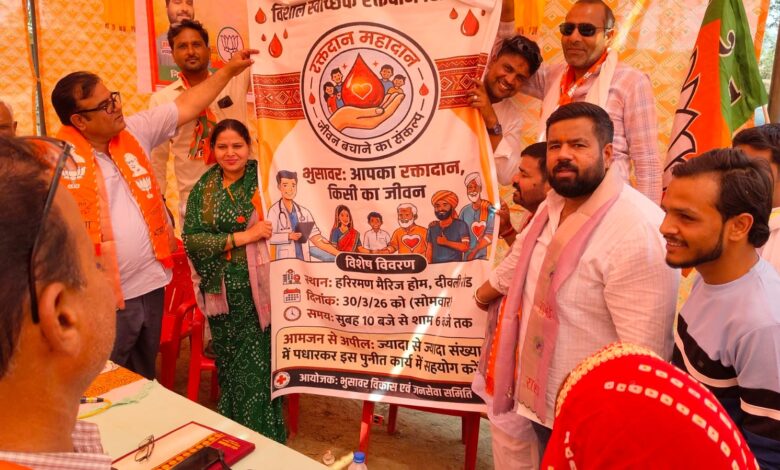 विशाल स्वैच्छिक रक्तदान
रक्तदान महादान
जीवन बचाने का संकल्प
भुसावर: आपका रक्तदान,
किसी का जीवन
विशेष विवरण
स्थान: हरिरमण मैरिज होम, दीवली
दिनांक: 30/3/26 को (सोमवार
समय: सुबह 10 बजे से शाम 6 बजे तक
आमजन से अपील: ज्यादा से ज्यादा संख्या
में पधारकर इस पुनीत कार्य में सहयोग करें
आयोजक: भुसावर विकास एवं जनसेवा समिति